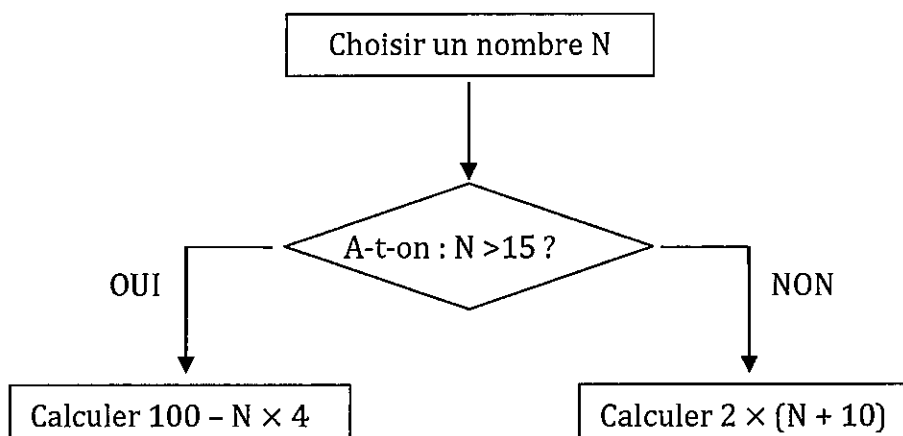 Choisir un nombre N
A-t-on : N >15 ?
OUI
NON
Calculer 100 – N × 4
Calculer 2 × (N + 10)